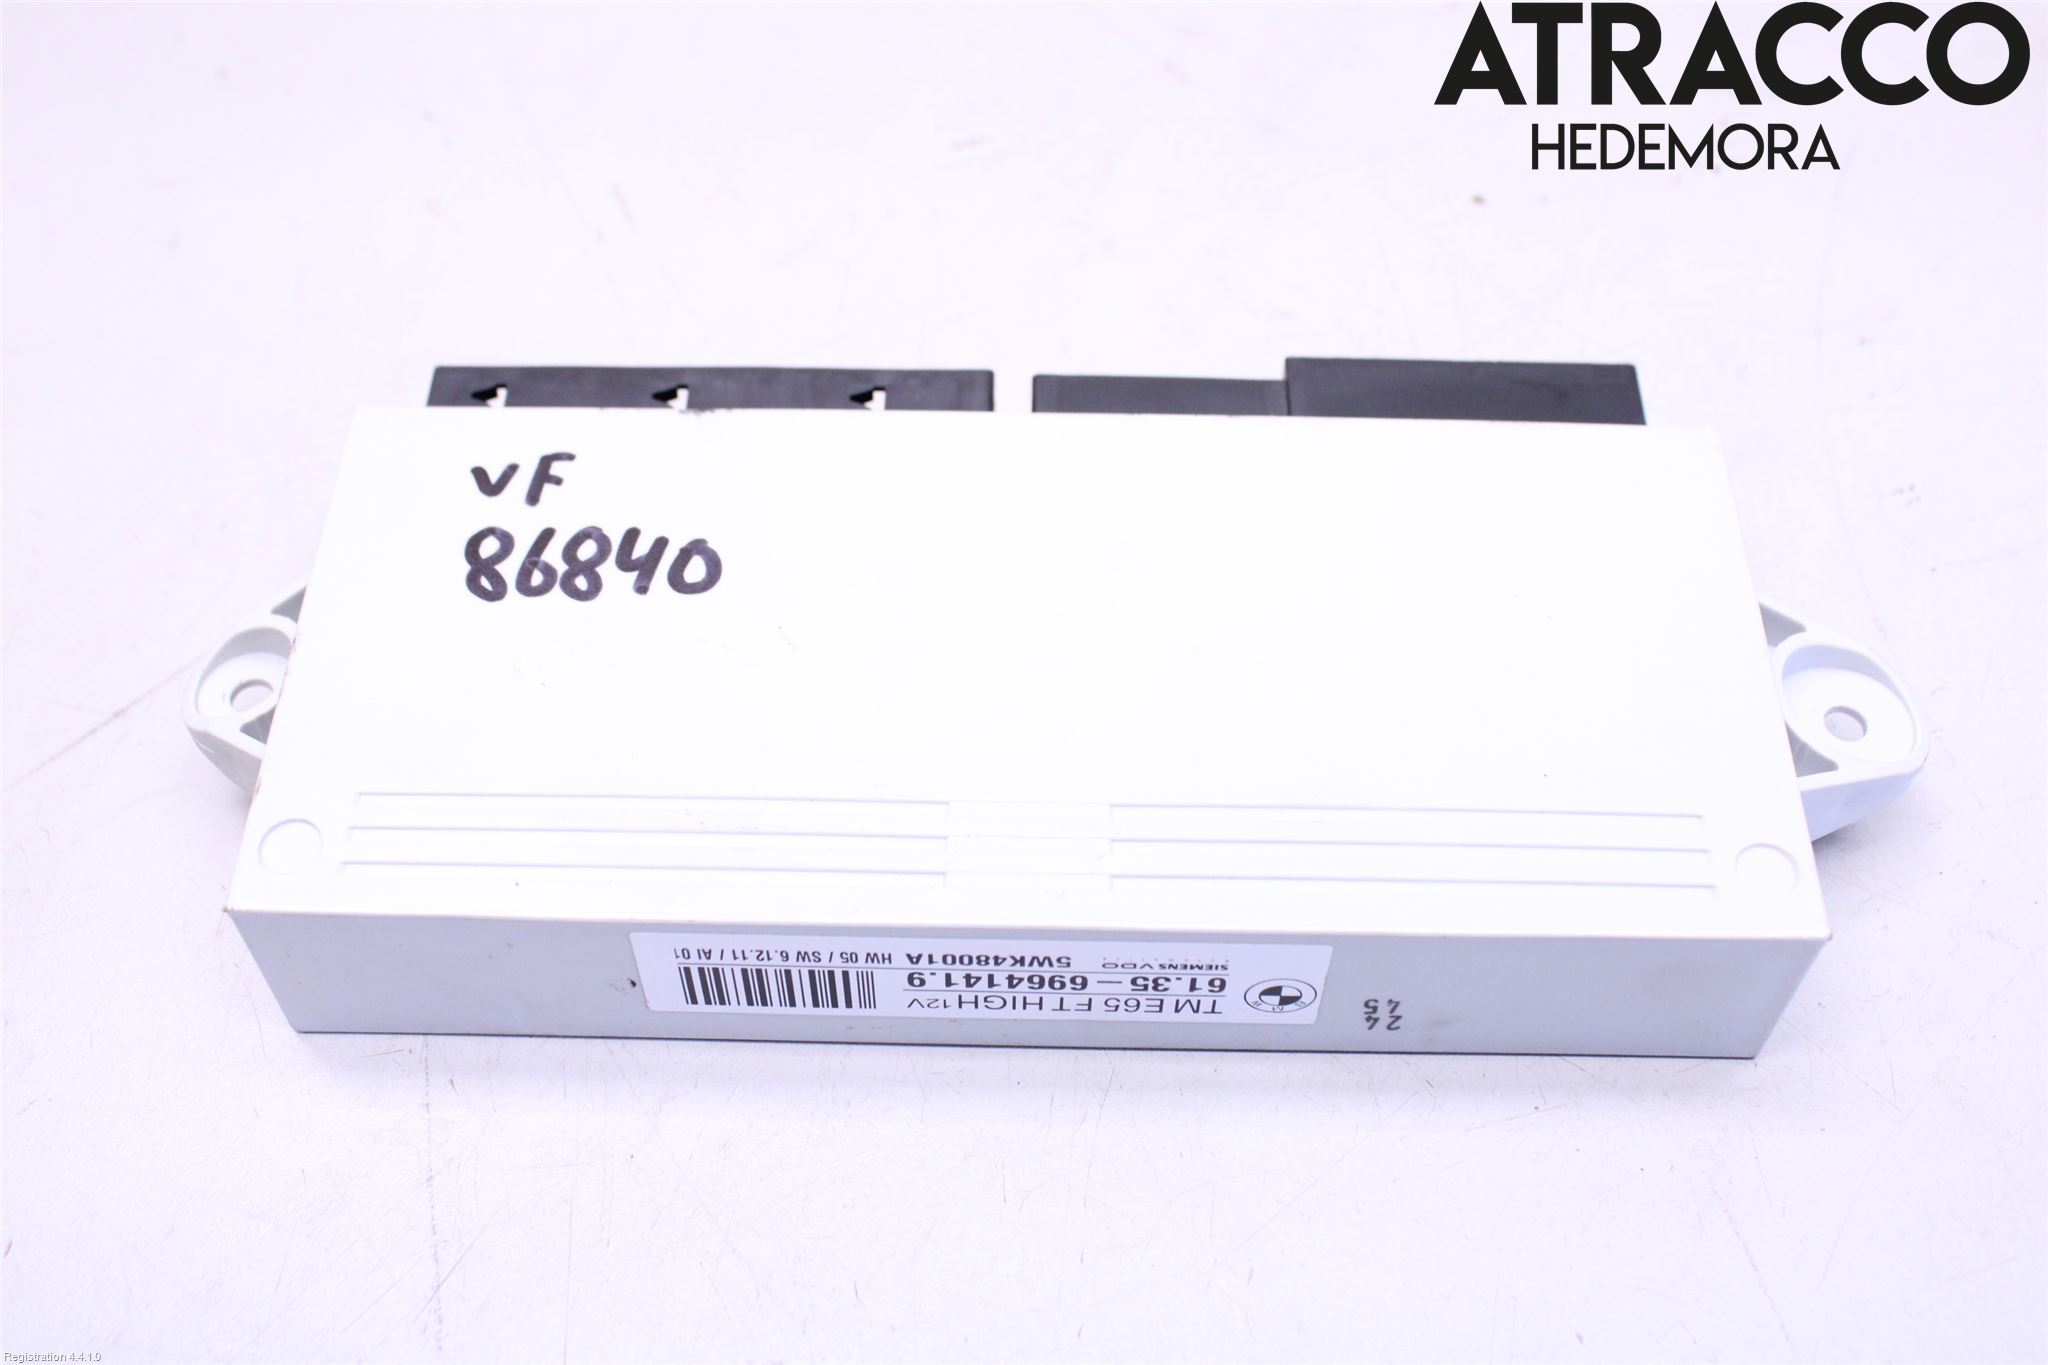 ATRACCO
HEDEMORA
vF
86840
TM E65 FT HIGH 12V
61.35 – 6964141.9
SIEMENS VDO 5WK48001A HW 05 / SW 6.12.11 / AI 01
B M W
24
45
Registration 4.4.1.0